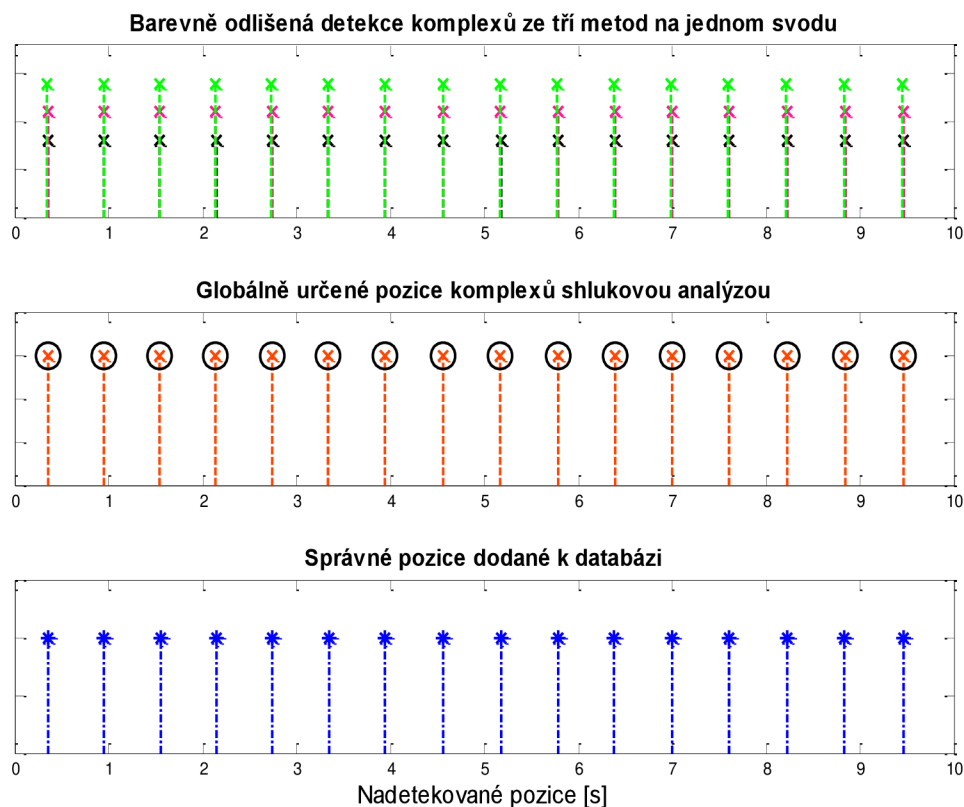 Barevně odlišená detekce komplexů ze tří metod na jednom svodu
0 1 2 3 4 5 6 7 8 9 10
Globálně určené pozice komplexů shlukovou analýzou
0 1 2 3 4 5 6 7 8 9 10
Správné pozice dodané k databázi
0 1 2 3 4 5 6 7 8 9 10
Nadetekované pozice [s]